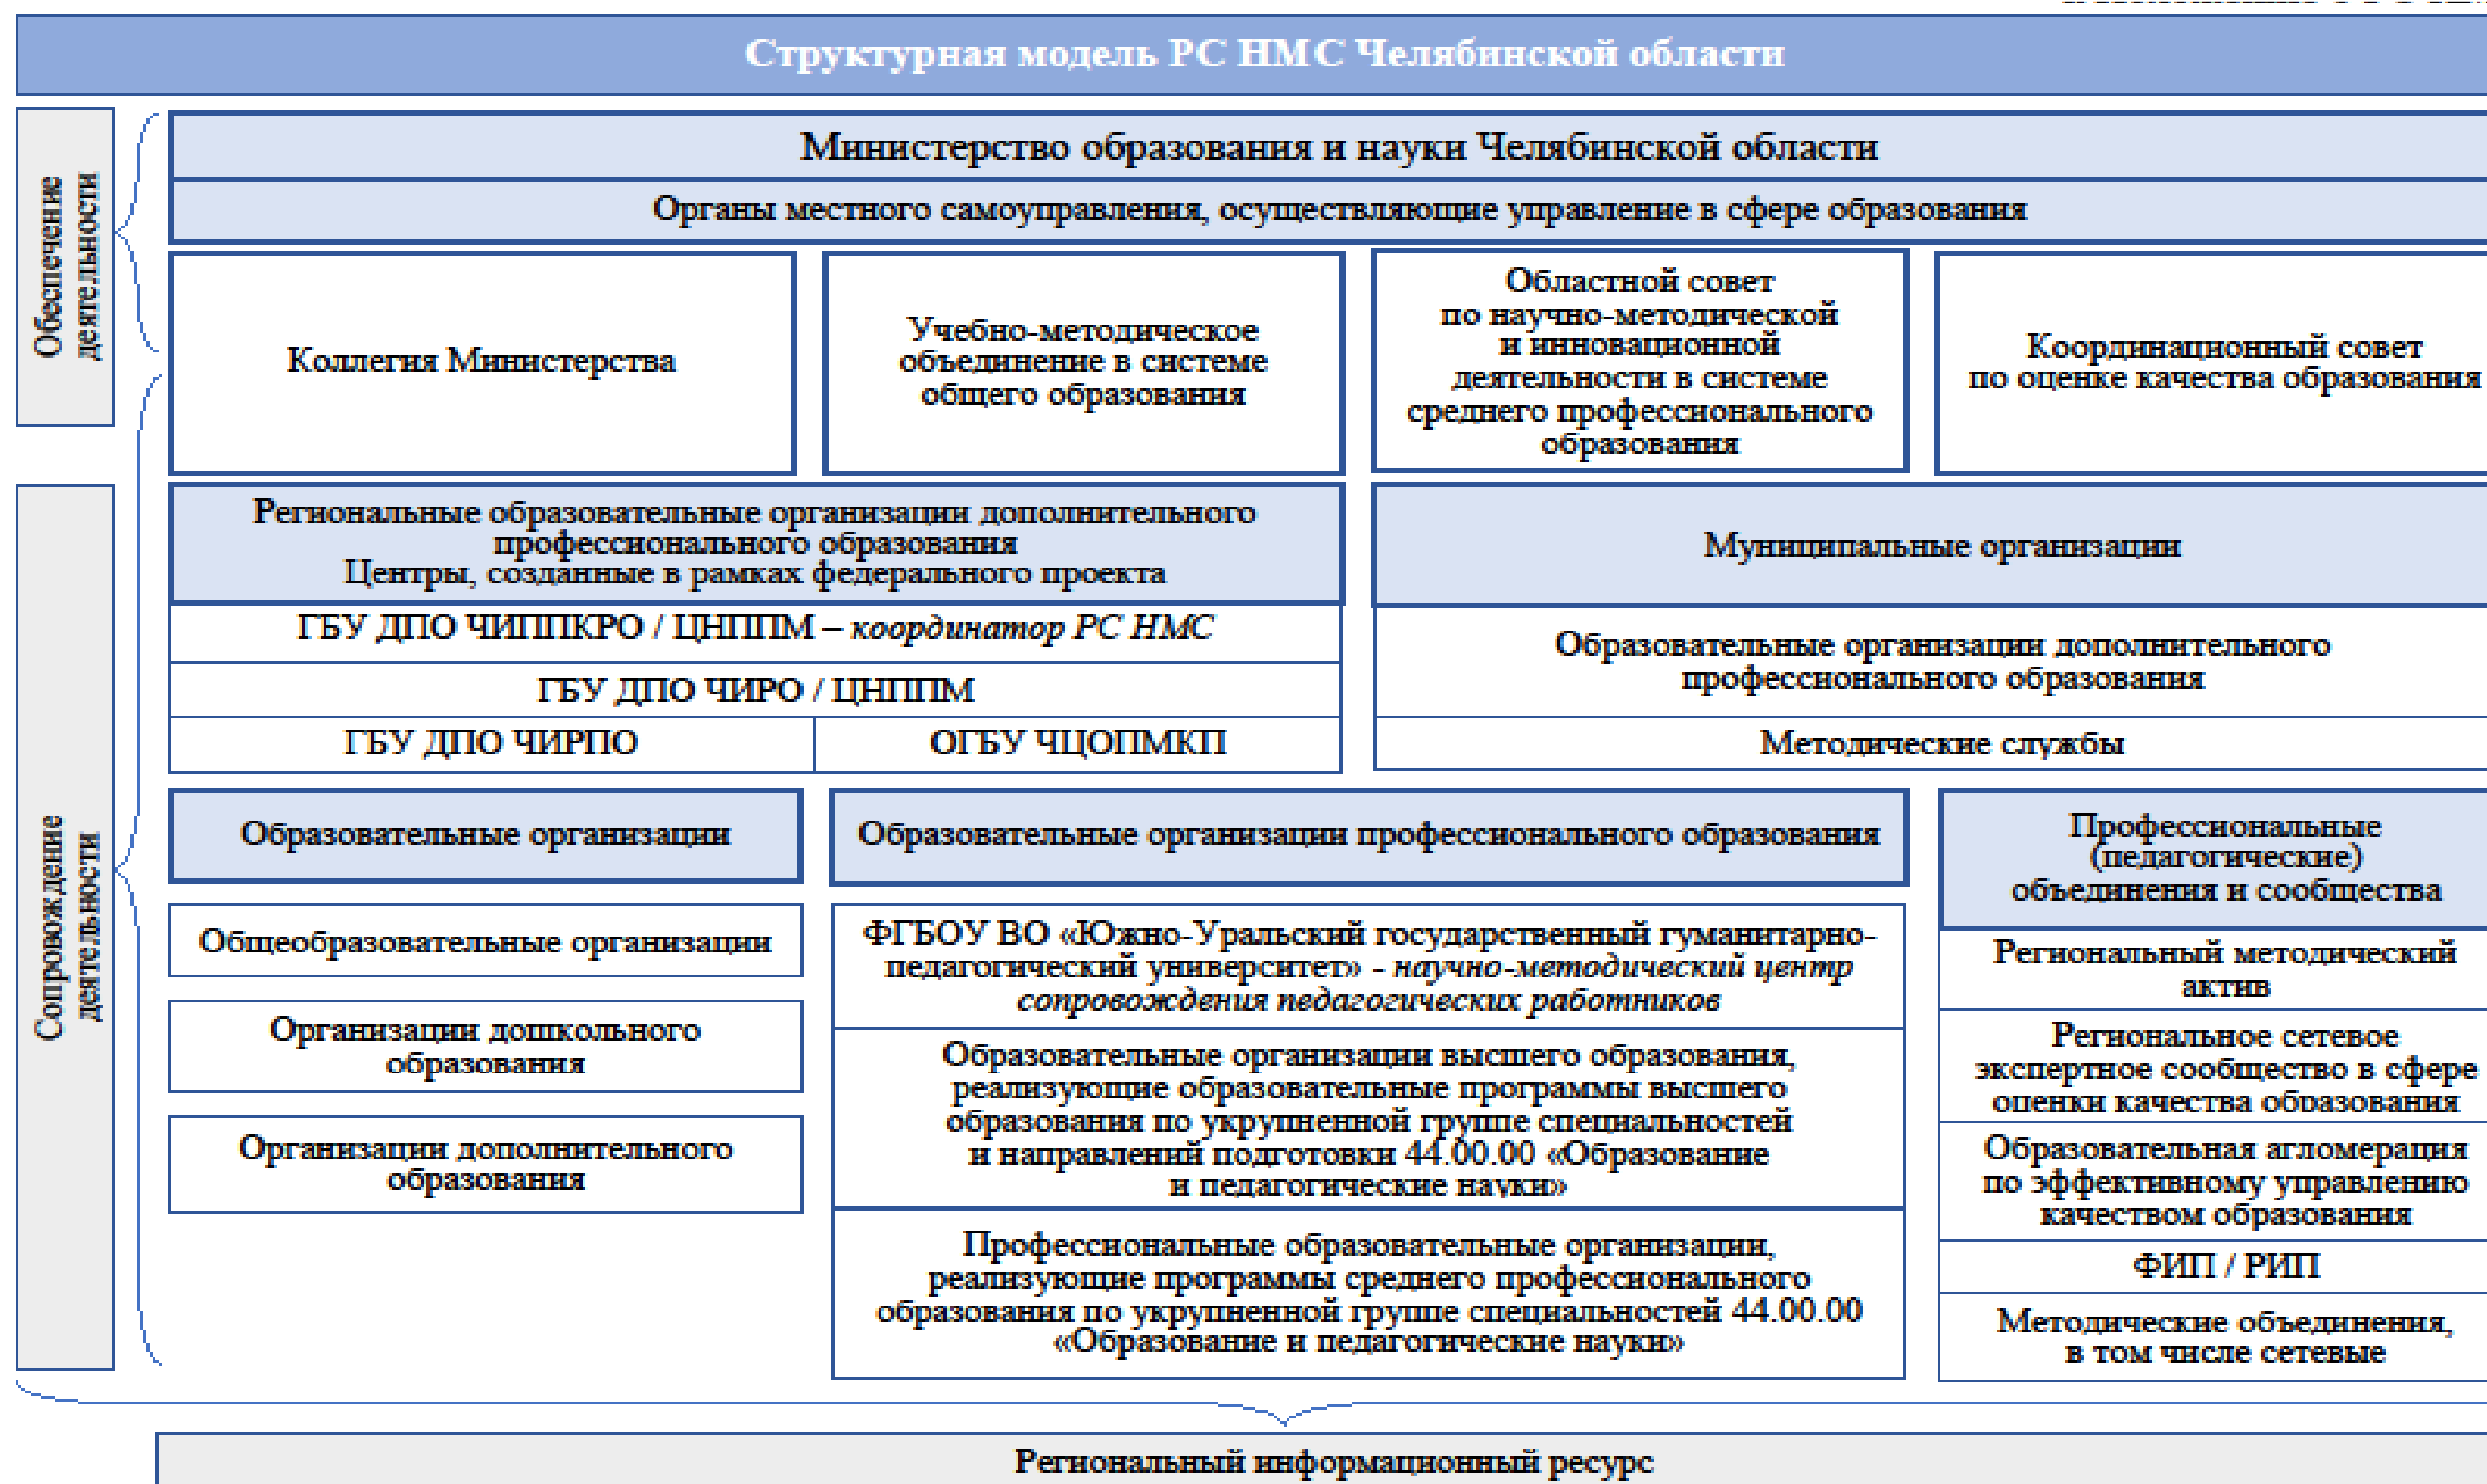 Структурная модель РС НМС Челябинской области
Обеспечение
деятельности
Министерство образования и науки Челябинской области
Органы местного самоуправления, осуществляющие управление в сфере образования
Коллегия Министерства
Учебно-методическое
объединение в системе
общего образования
Областной совет
по научно-методической
и инновационной
деятельности в системе
среднего профессионального
образования
Координационный совет
по оценке качества образования
Сопровождение
деятельности
Региональные образовательные организации дополнительного
профессионального образования
Центры, созданные в рамках федерального проекта
ГБУ ДПО ЧИППКРО / ЦНППМ – координатор РС НМС
ГБУ ДПО ЧИРО / ЦНППМ
ГБУ ДПО ЧИРПО
ОГБУ ЧЦОПМКП
Муниципальные организации
Образовательные организации дополнительного
профессионального образования
Методические службы
Образовательные организации
Общеобразовательные организации
Организации дошкольного
образования
Организации дополнительного
образования
Образовательные организации профессионального образования
ФГБОУ ВО «Южно-Уральский государственный гуманитарно-
педагогический университет» - научно-методический центр
сопровождения педагогических работников
Образовательные организации высшего образования,
реализующие образовательные программы высшего
образования по укрупненной группе специальностей
и направлений подготовки 44.00.00 «Образование
и педагогические науки»
Профессиональные образовательные организации,
реализующие программы среднего профессионального
образования по укрупненной группе специальностей 44.00.00
«Образование и педагогические науки»
Профессиональные
(педагогические)
объединения и сообщества
Региональный методический
актив
Региональное сетевое
экспертное сообщество в сфере
оценки качества образования
Образовательная агломерация
по эффективному управлению
качеством образования
ФИП / РИП
Методические объединения,
в том числе сетевые
Региональный информационный ресурс